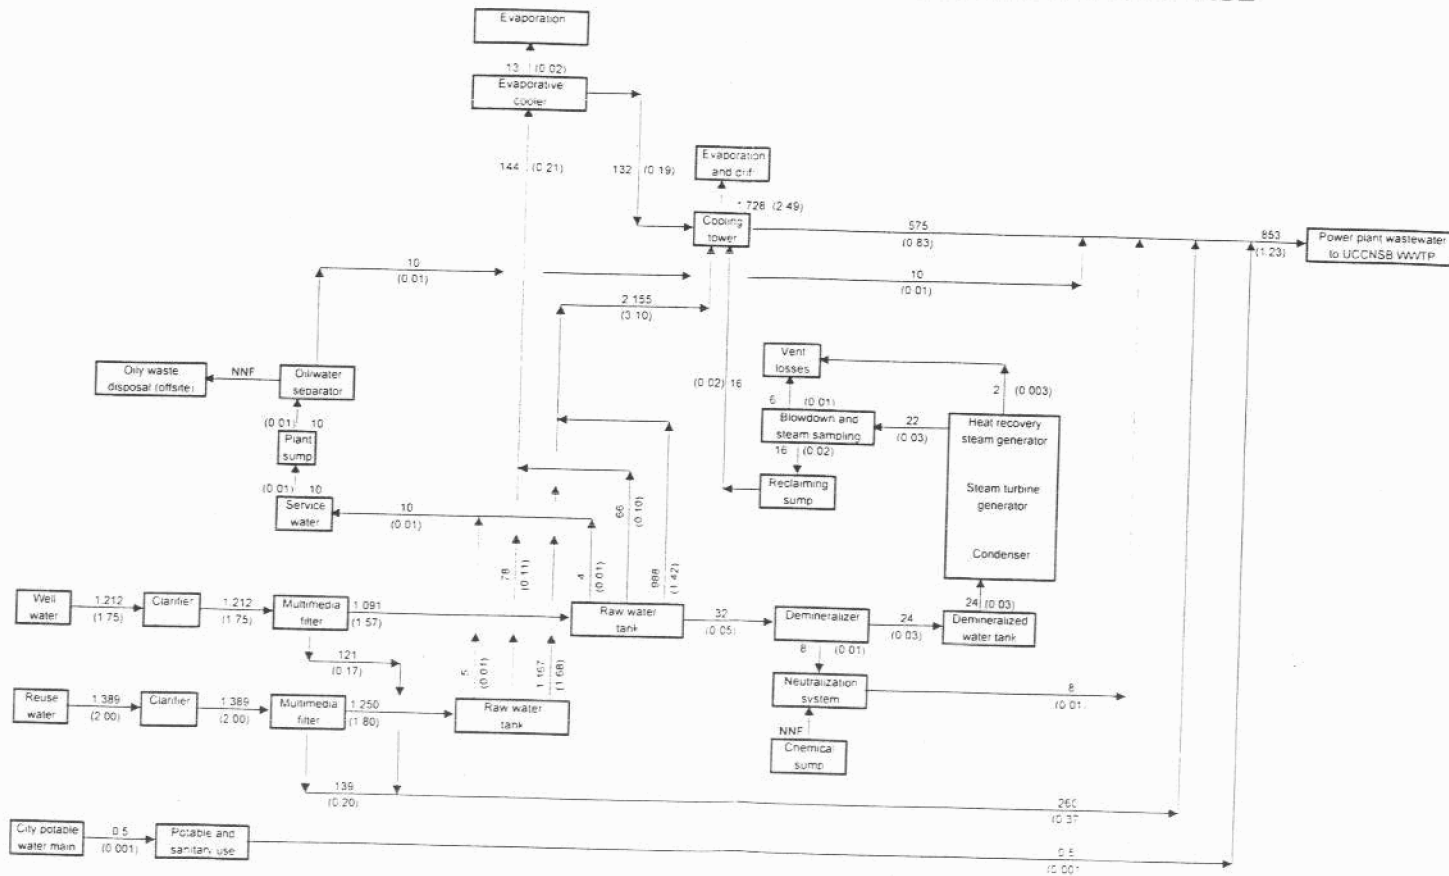 Evaporation
13 (0.02)
Evaporative
cooler
144 (0.21)
132 (0.19)
Evaporation
and drift
1.728 (2.49)
Cooling
tower
575
(0.83)
853
(1.23)
Power plant wastewater
to UCCNSB WWTP
10
(0.01)
10
(0.01)
2.155
(3.10)
Oily waste
disposal (offsite)
NNF
Oil/water
separator
(0.01) 10
Plant
sump
(0.01) 10
Service
water
10
(0.01)
Vent
losses
2 (0.003)
(0.02) 16
6 (0.01)
Blowdown and
steam sampling
22
(0.03)
16 (0.02)
Reclaiming
sump
Heat recovery
steam generator
Steam turbine
generator
Condenser
66
(0.10)
988
(1.42)
78
(0.11)
4
(0.01)
24 (0.03)
Well
water
1.212
(1.75)
Clarifier
1.212
(1.75)
Multimedia
filter
1.091
(1.57)
Raw water
tank
32
(0.05)
Demineralizer
24
(0.03)
Demineralized
water tank
8 (0.01)
121
(0.17)
5
(0.01)
1.167
(1.68)
Reuse
water
1.389
(2.00)
Clarifier
1.389
(2.00)
Multimedia
filter
1.250
(1.80)
Raw water
tank
Neutralization
system
8
(0.01
NNF
Chemical
sump
139
(0.20)
260
(0.37
City potable
water main
0.5
(0.001)
Potable and
sanitary use
0.5
(0.001